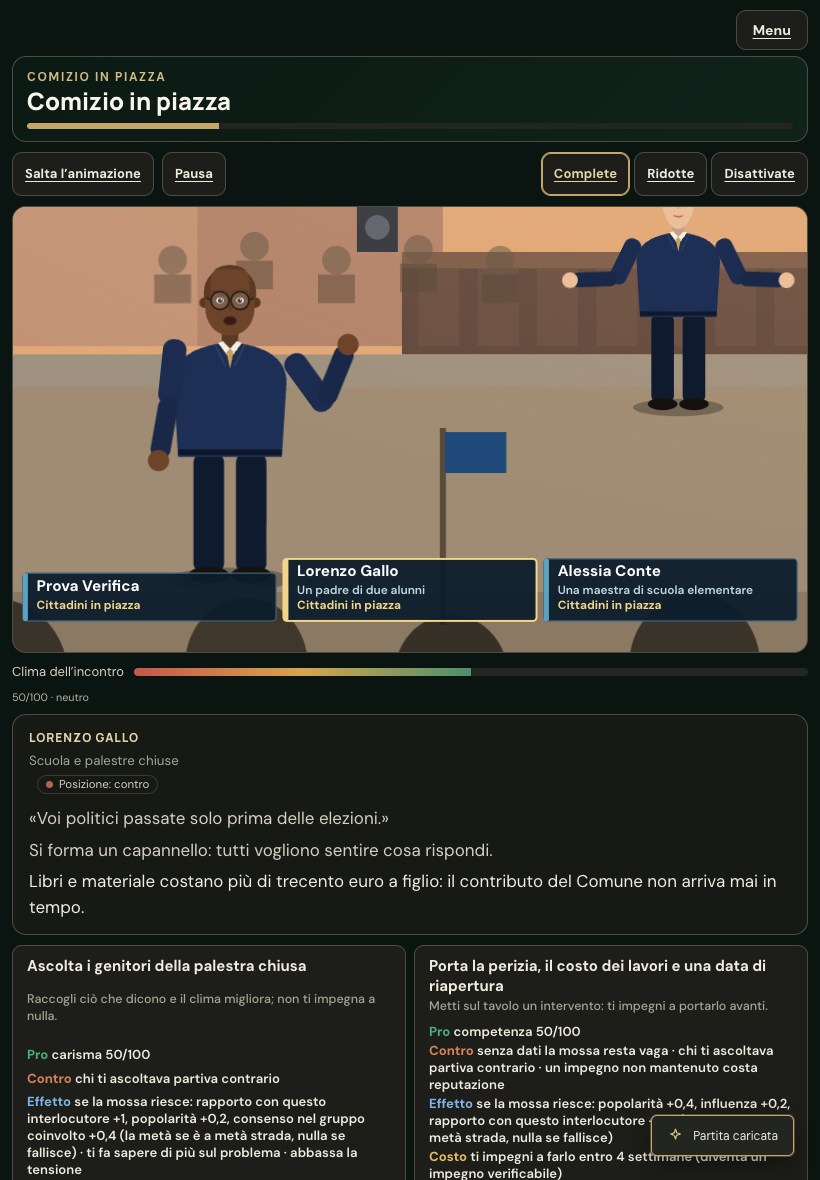 Menu
COMIZIO IN PIAZZA
Comizio in piazza
Salta l’animazione
Pausa
Complete
Ridotte
Disattivate
Prova Verifica
Cittadini in piazza
Lorenzo Gallo
Un padre di due alunni
Cittadini in piazza
Alessia Conte
Una maestra di scuola elementare
Cittadini in piazza
Clima dell’incontro
50/100 · neutro
LORENZO GALLO
Scuola e palestre chiuse
Posizione: contro
«Voi politici passate solo prima delle elezioni.»
Si forma un capannello: tutti vogliono sentire cosa rispondi.
Libri e materiale costano più di trecento euro a figlio: il contributo del Comune non arriva mai in
tempo.
Ascolta i genitori della palestra chiusa
Raccogli ciò che dicono e il clima migliora; non ti impegna a
nulla.
Pro carisma 50/100
Contro chi ti ascoltava partiva contrario
Effetto se la mossa riesce: rapporto con questo
interlocutore +1, popolarità +0,2, consenso nel gruppo
coinvolto +0,4 (la metà se è a metà strada, nulla se
fallisce) · ti fa sapere di più sul problema · abbassa la
tensione
Porta la perizia, il costo dei lavori e una data di
riapertura
Metti sul tavolo un intervento: ti impegni a portarlo avanti.
Pro competenza 50/100
Contro senza dati la mossa resta vaga · chi ti ascoltava
partiva contrario · un impegno non mantenuto costa
reputazione
Effetto se la mossa riesce: popolarità +0,4, influenza +0,2,
rapporto con questo interlocutore
metà strada, nulla se fallisce)
Costo ti impegni a farlo entro 4 settimane (diventa un
impegno verificabile)
Partita caricata